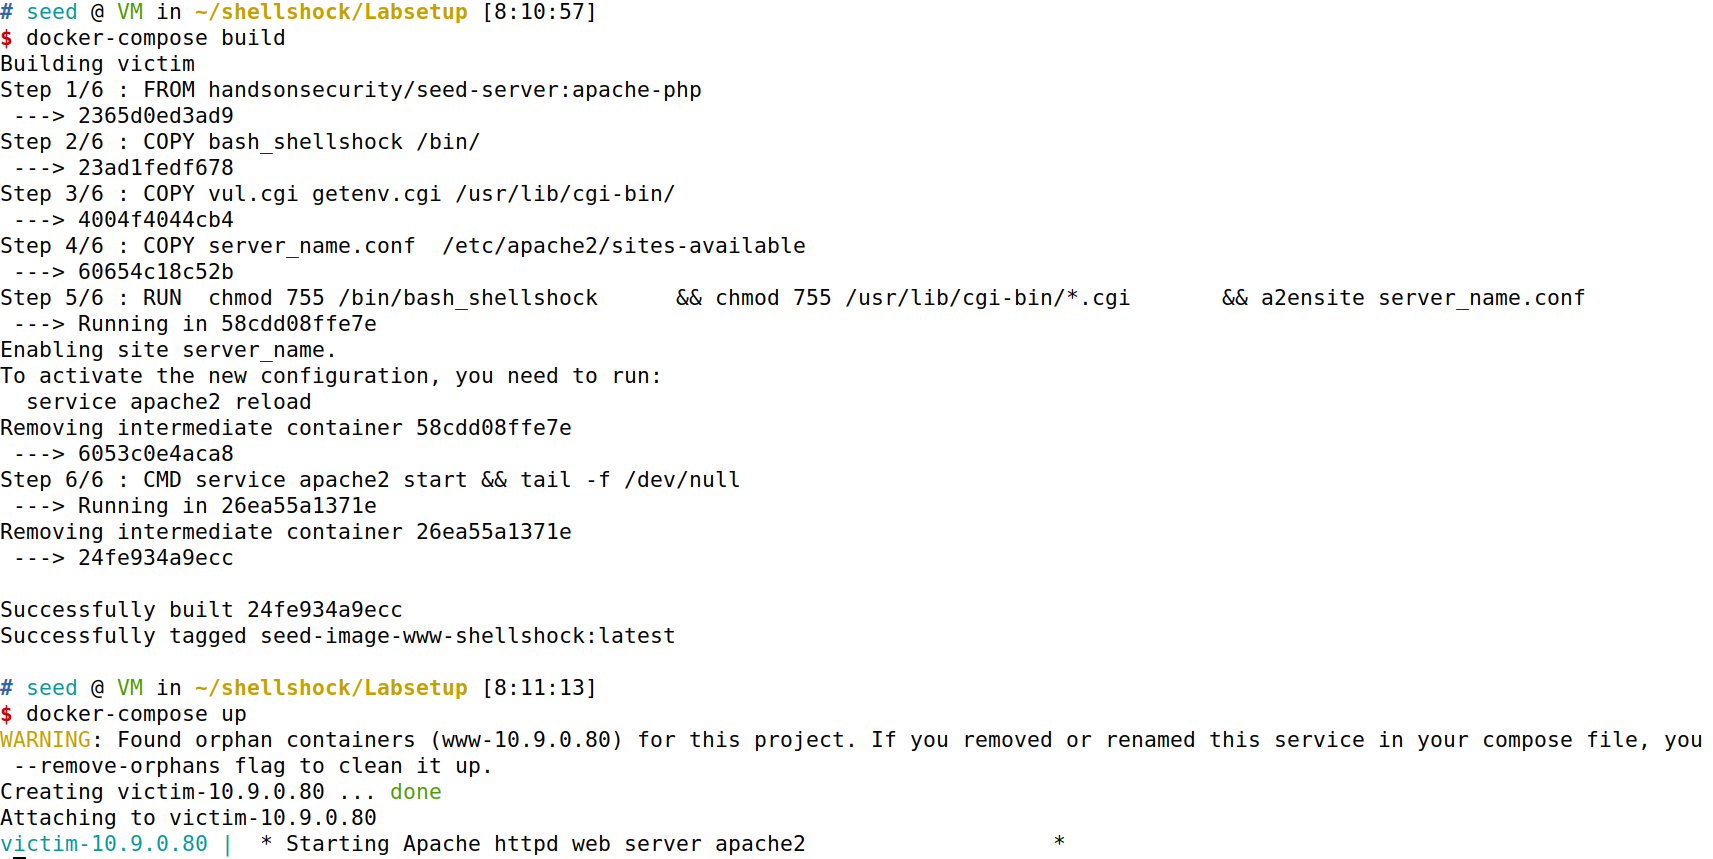 # seed @ VM in ~/shellshock/Labsetup [8:10:57]
$ docker-compose build
Building victim
Step 1/6 : FROM handsonsecurity/seed-server:apache-php
 ---> 2365d0ed3ad9
Step 2/6 : COPY bash_shellshock /bin/
 ---> 23ad1fedf678
Step 3/6 : COPY vul.cgi getenv.cgi /usr/lib/cgi-bin/
 ---> 4004f4044cb4
Step 4/6 : COPY server_name.conf  /etc/apache2/sites-available
 ---> 60654c18c52b
Step 5/6 : RUN  chmod 755 /bin/bash_shellshock      && chmod 755 /usr/lib/cgi-bin/*.cgi       && a2ensite server_name.conf
 ---> Running in 58cdd08ffe7e
Enabling site server_name.
To activate the new configuration, you need to run:
  service apache2 reload
Removing intermediate container 58cdd08ffe7e
 ---> 6053c0e4aca8
Step 6/6 : CMD service apache2 start && tail -f /dev/null
 ---> Running in 26ea55a1371e
Removing intermediate container 26ea55a1371e
 ---> 24fe934a9ecc

Successfully built 24fe934a9ecc
Successfully tagged seed-image-www-shellshock:latest

# seed @ VM in ~/shellshock/Labsetup [8:11:13]
$ docker-compose up
WARNING: Found orphan containers (www-10.9.0.80) for this project. If you removed or renamed this service in your compose file, you
 --remove-orphans flag to clean it up.
Creating victim-10.9.0.80 ... done
Attaching to victim-10.9.0.80
victim-10.9.0.80 |  * Starting Apache httpd web server apache2                   *